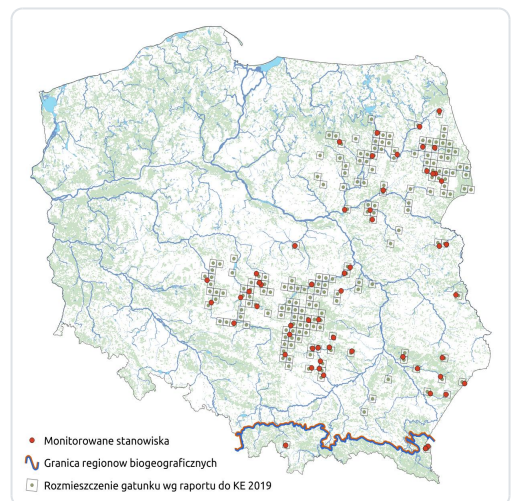 Monitorowane stanowiska
Granica regionow biogeograficznych
Rozmieszczenie gatunku wg raportu do KE 2019